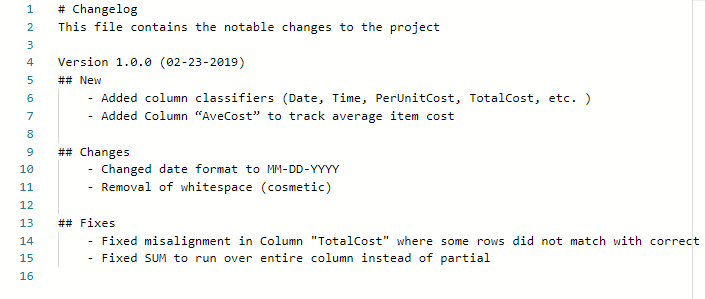 1 # Changelog
2 This file contains the notable changes to the project
3
4 Version 1.0.0 (02-23-2019)
5 ## New
6 - Added column classifiers (Date, Time, PerUnitCost, TotalCost, etc. )
7 - Added Column “AveCost” to track average item cost
8
9 ## Changes
10 - Changed date format to MM-DD-YYYY
11 - Removal of whitespace (cosmetic)
12
13 ## Fixes
14 - Fixed misalignment in Column "TotalCost" where some rows did not match with correct
15 - Fixed SUM to run over entire column instead of partial
16